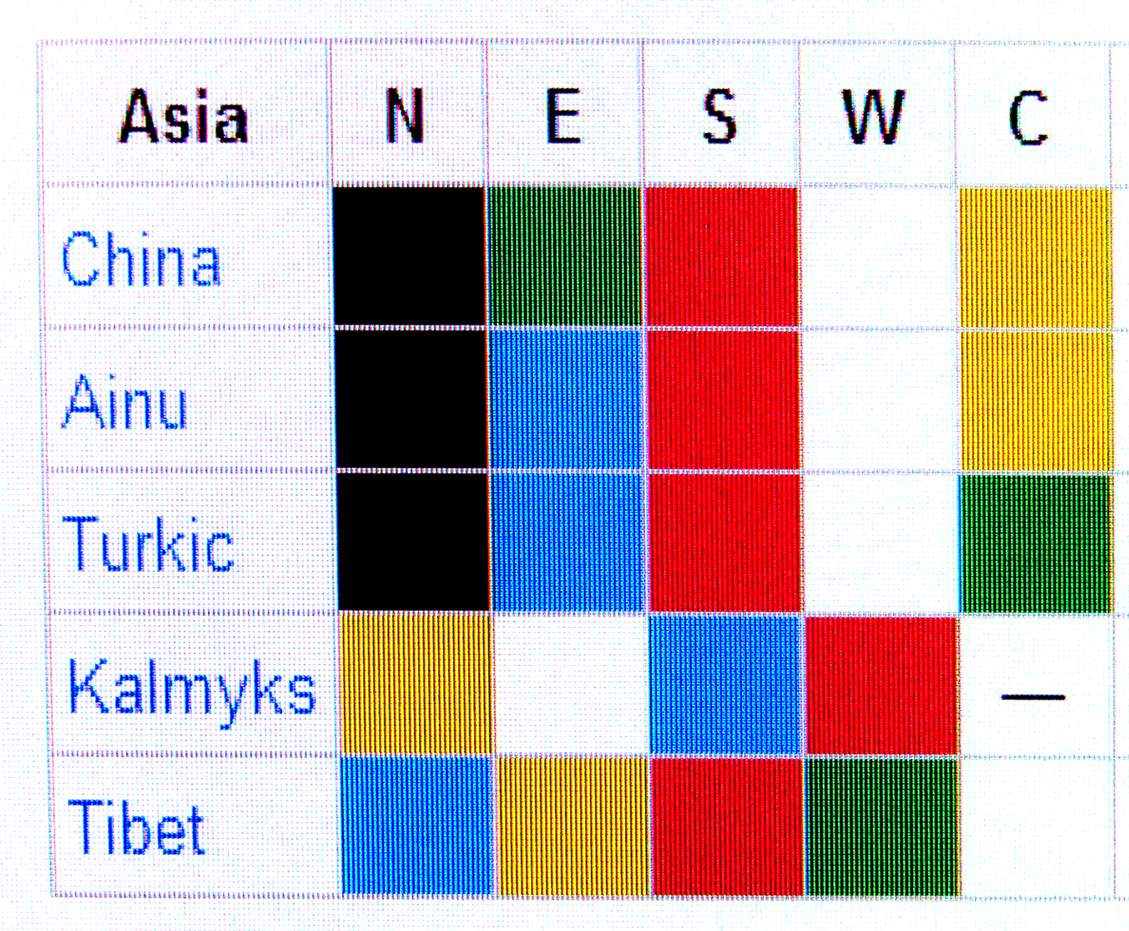 Asia N E S W C
China
Ainu
Turkic
Kalmyks —
Tibet